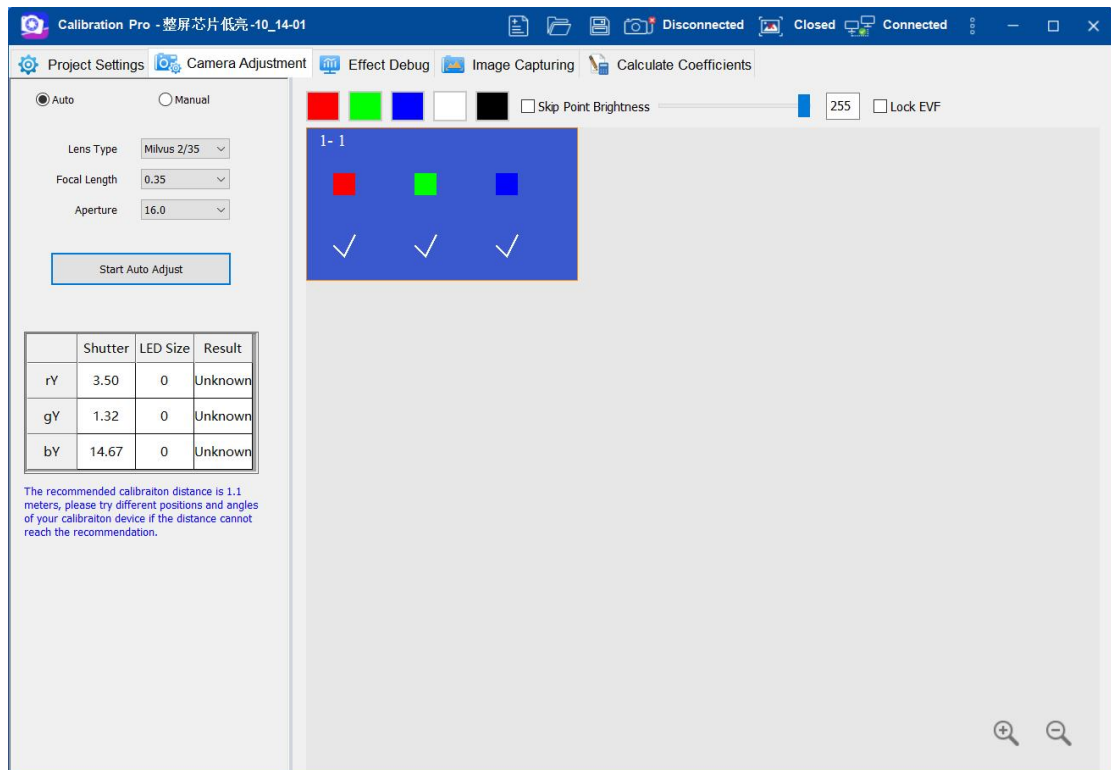 Calibration Pro - 整屏芯片低亮-10_14-01
Disconnected
Closed
Connected
Project Settings
Camera Adjustment
Effect Debug
Image Capturing
Calculate Coefficients
Auto
Manual
Skip Point Brightness
255
Lock EVF
Lens Type
Milvus 2/35
Focal Length
0.35
Aperture
16.0
Start Auto Adjust
1- 1
Shutter LED Size Result
rY 3.50 0 Unknown
gY 1.32 0 Unknown
bY 14.67 0 Unknown
The recommended calibraiton distance is 1.1
meters, please try different positions and angles
of your calibraiton device if the distance cannot
reach the recommendation.